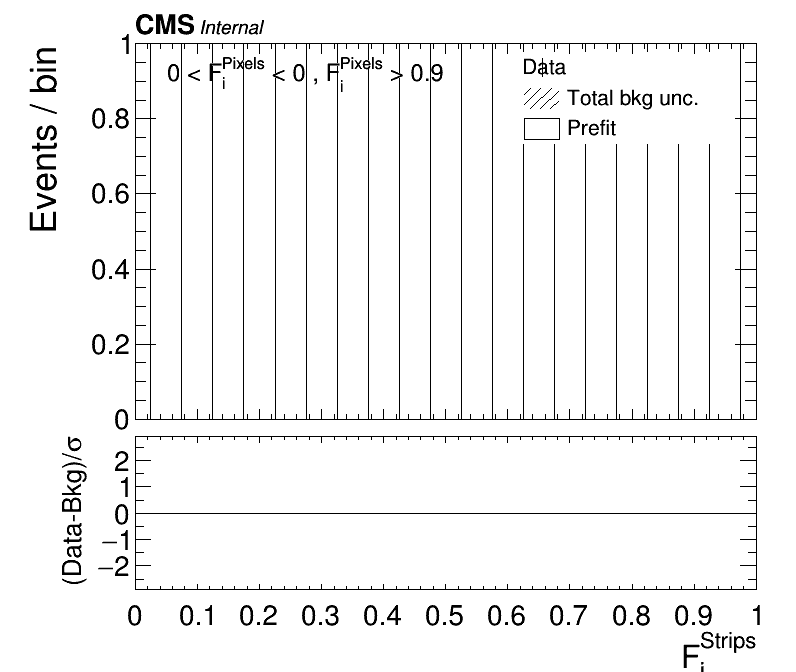 CMS Internal
Events / bin
1
0.8
0.6
0.4
0.2
0
0 < F_i^Pixels < 0 , F_i^Pixels > 0.9
Data
Total bkg unc.
Prefit
(Data-Bkg)/σ
2
1
0
−1
−2
0 0.1 0.2 0.3 0.4 0.5 0.6 0.7 0.8 0.9 1
F_i^Strips